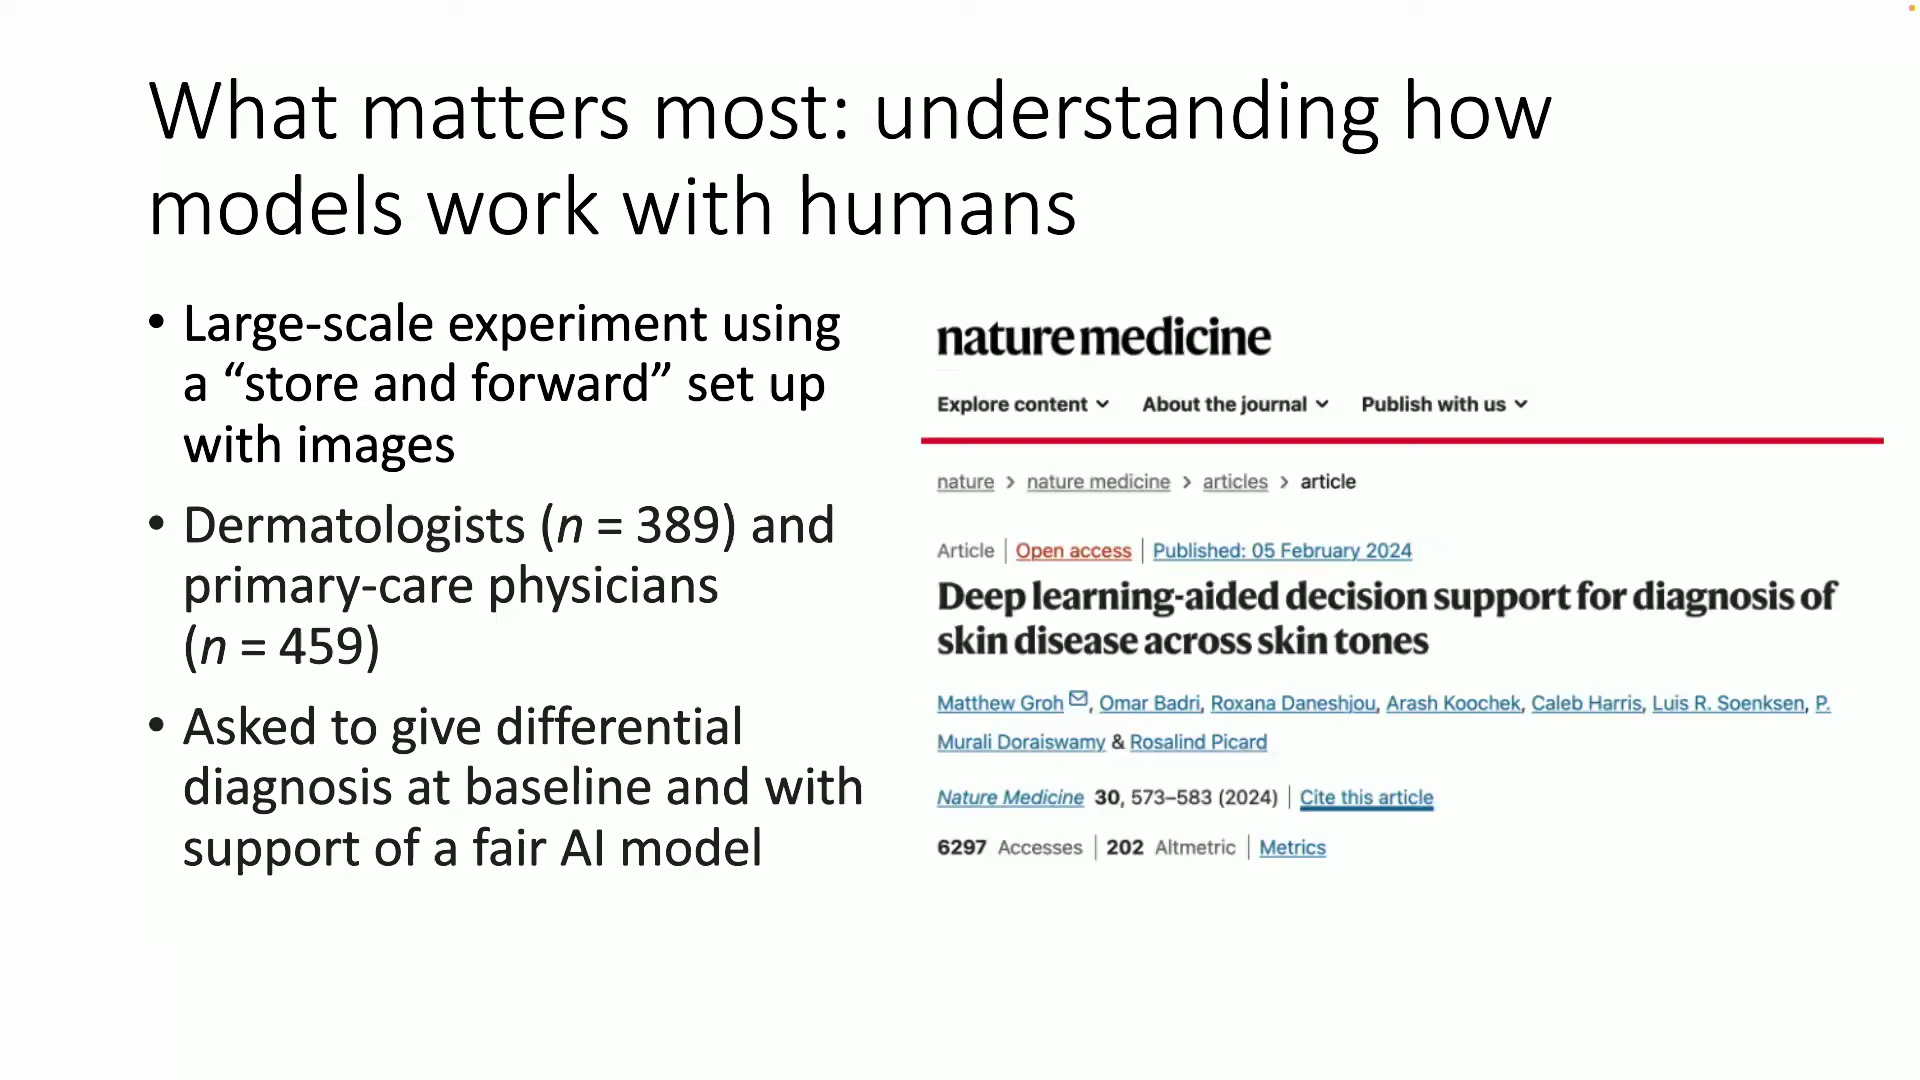 What matters most: understanding how
models work with humans
• Large-scale experiment using
a “store and forward” set up
with images
• Dermatologists (n = 389) and
primary-care physicians
(n = 459)
• Asked to give differential
diagnosis at baseline and with
support of a fair AI model
nature medicine
Explore content About the journal Publish with us
nature > nature medicine > articles > article
Article | Open access | Published: 05 February 2024
Deep learning-aided decision support for diagnosis of
skin disease across skin tones
Matthew Groh, Omar Badri, Roxana Daneshjou, Arash Koochek, Caleb Harris, Luis R. Soenksen, P.
Murali Doraiswamy & Rosalind Picard
Nature Medicine 30, 573–583 (2024) | Cite this article
6297 Accesses | 202 Altmetric | Metrics